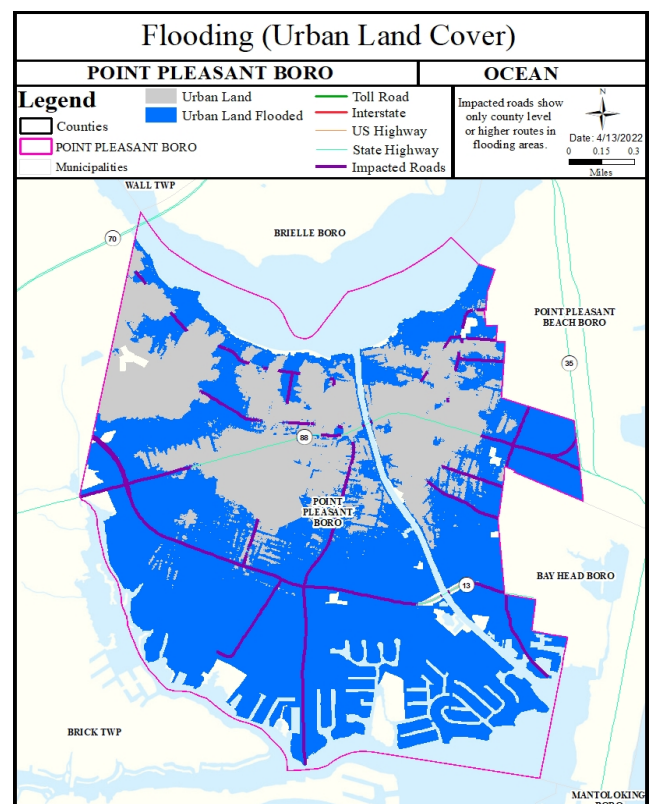 Flooding (Urban Land Cover)
POINT PLEASANT BORO
OCEAN
Legend
Counties
POINT PLEASANT BORO
Municipalities
Urban Land
Urban Land Flooded
Toll Road
Interstate
US Highway
State Highway
Impacted Roads
Impacted roads show
only county level
or higher routes in
flooding areas.
N
Date: 4/13/2022
0 0.15 0.3
Miles
WALL TWP
70
BRIELLE BORO
POINT PLEASANT
BEACH BORO
35
88
POINT
PLEASANT
BORO
BAY HEAD BORO
13
BRICK TWP
MANTOLOKING
BORO